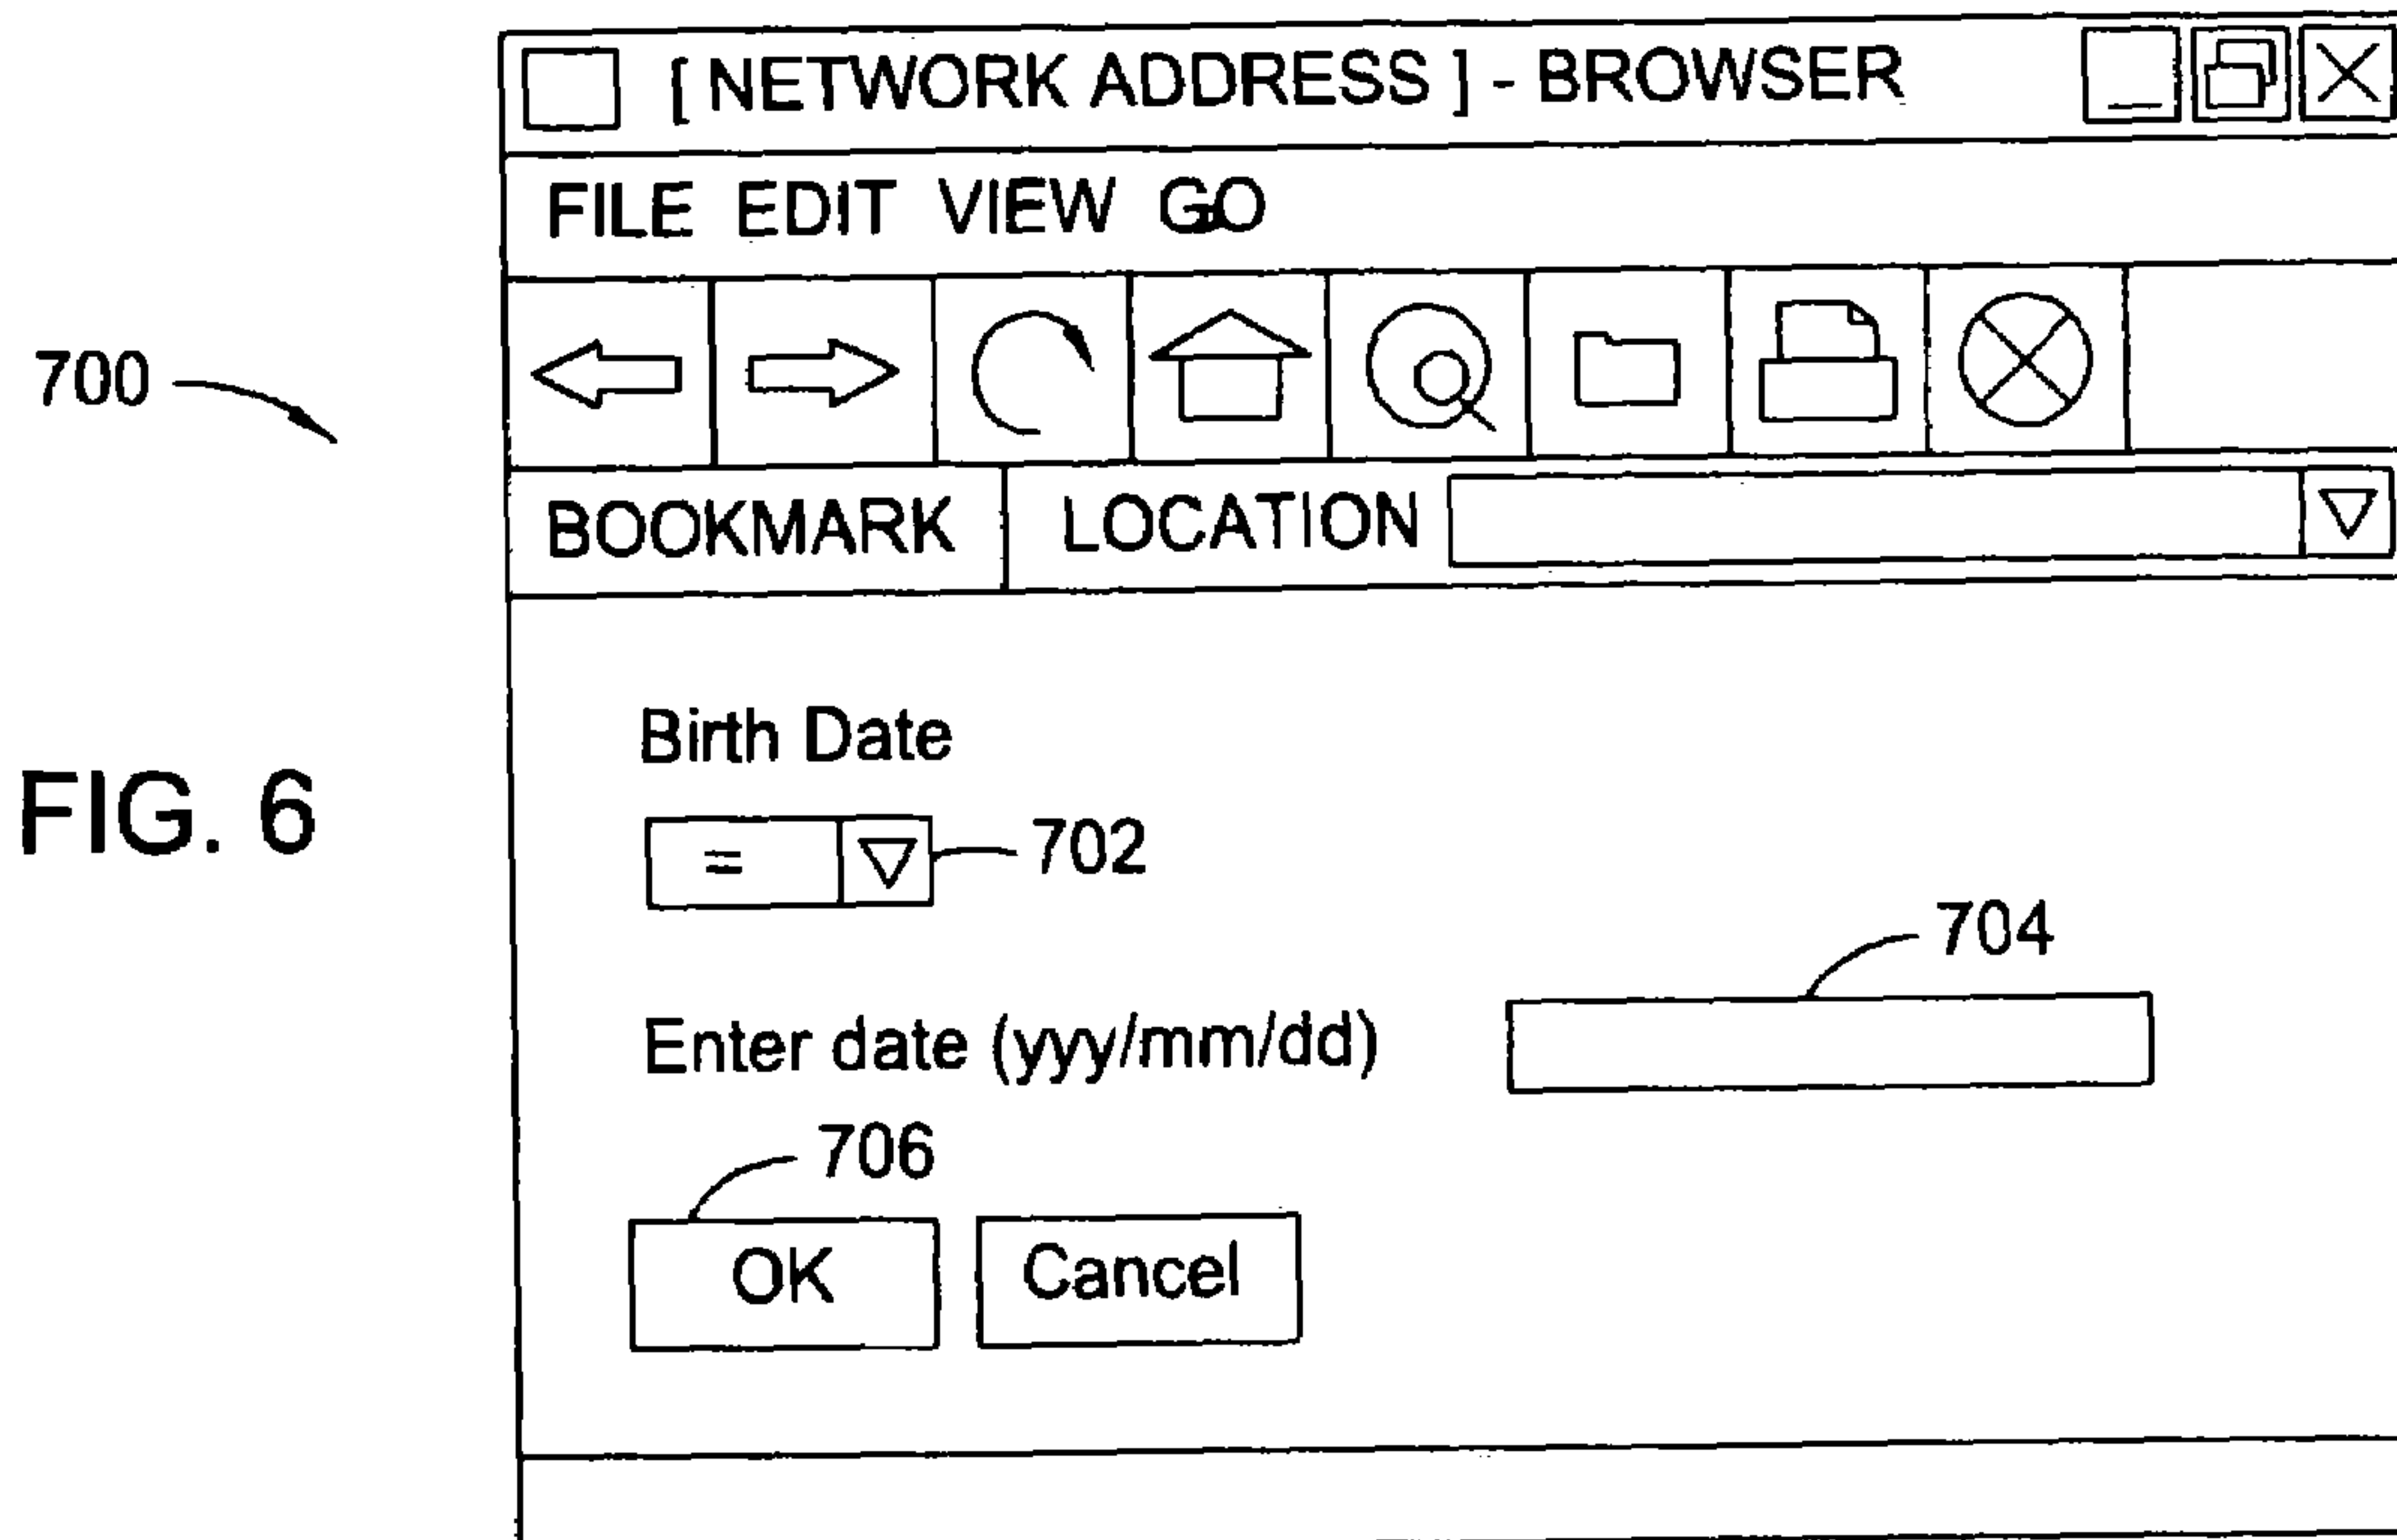 [ NETWORK ADDRESS ] - BROWSER
FILE EDIT VIEW GO
700
BOOKMARK LOCATION
Birth Date
FIG. 6
= 702
704
Enter date (yyy/mm/dd)
706
OK Cancel